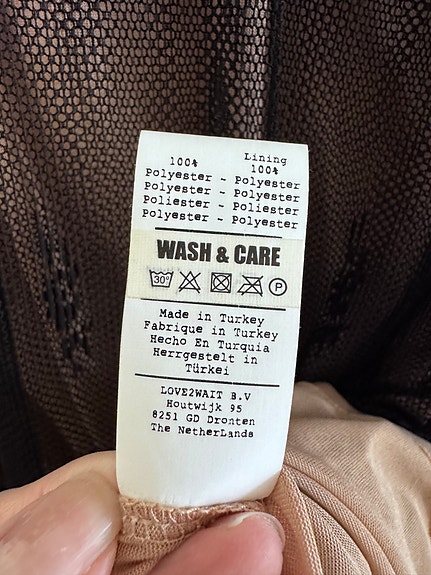 Lining
100% 100%
Polyester - Polyester
Polyester - Polyester
Poliester - Poliester
Polyester - Polyester
WASH & CARE
30° P
Made in Turkey
Fabrique in Turkey
Hecho En Turquia
Herrgestelt in
Türkei
LOVE2WAIT B.V
Houtwijk 95
8251 GD Dronten
The NetherLands